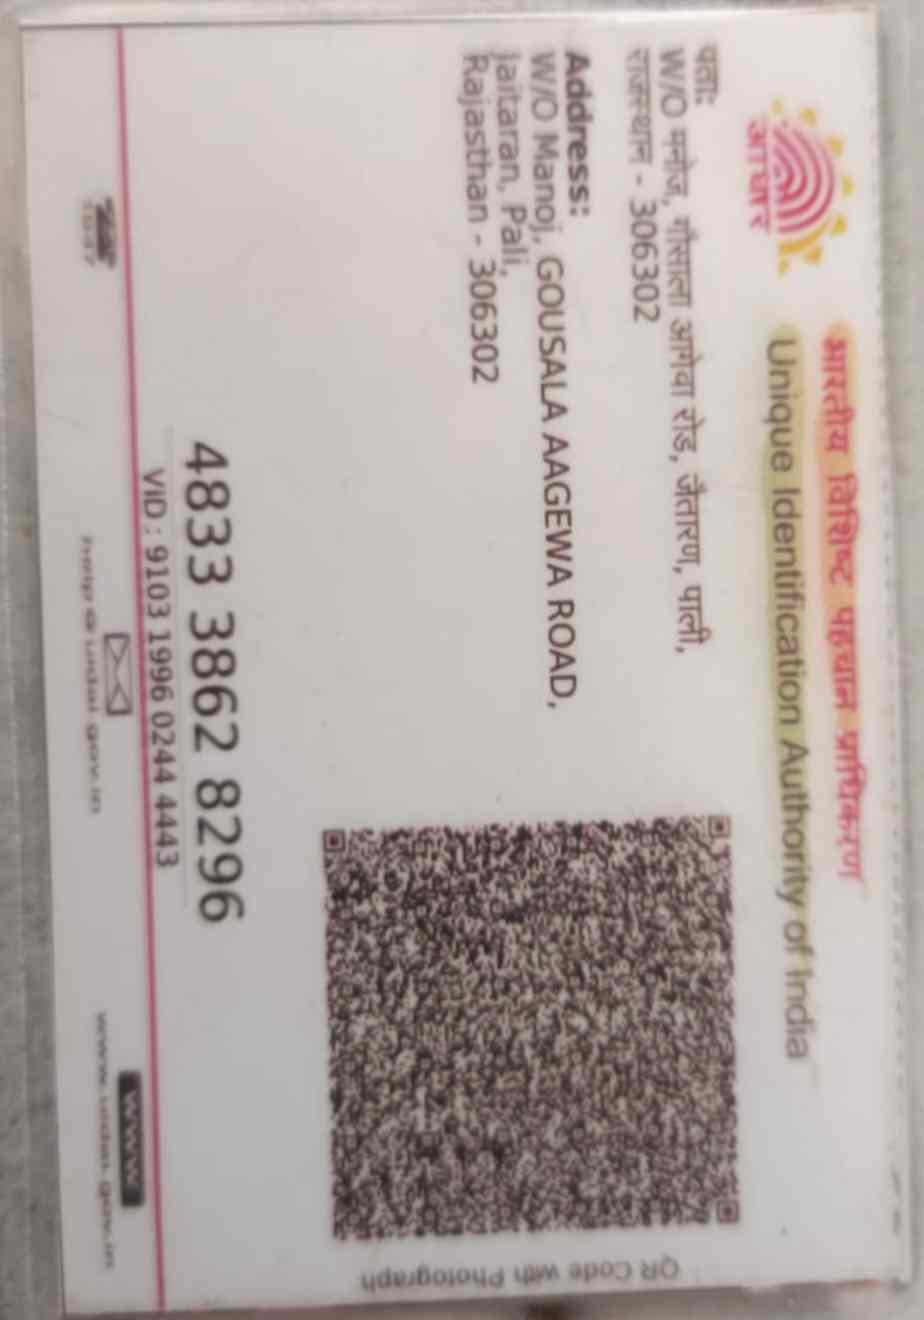 आधार
भारतीय विशिष्ट पहचान प्राधिकरण
Unique Identification Authority of India
पता:
W/O मनोज, गौसाला आगेवा रोड, जैतारण, पाली,
राजस्थान - 306302
Address:
W/O Manoj, GOUSALA AAGEWA ROAD,
Jaitaran, Pali,
Rajasthan - 306302
QR Code with Photograph
4833 3862 8296
VID : 9103 1996 0244 4443
help@uidai.gov.in
www
www.uidai.gov.in